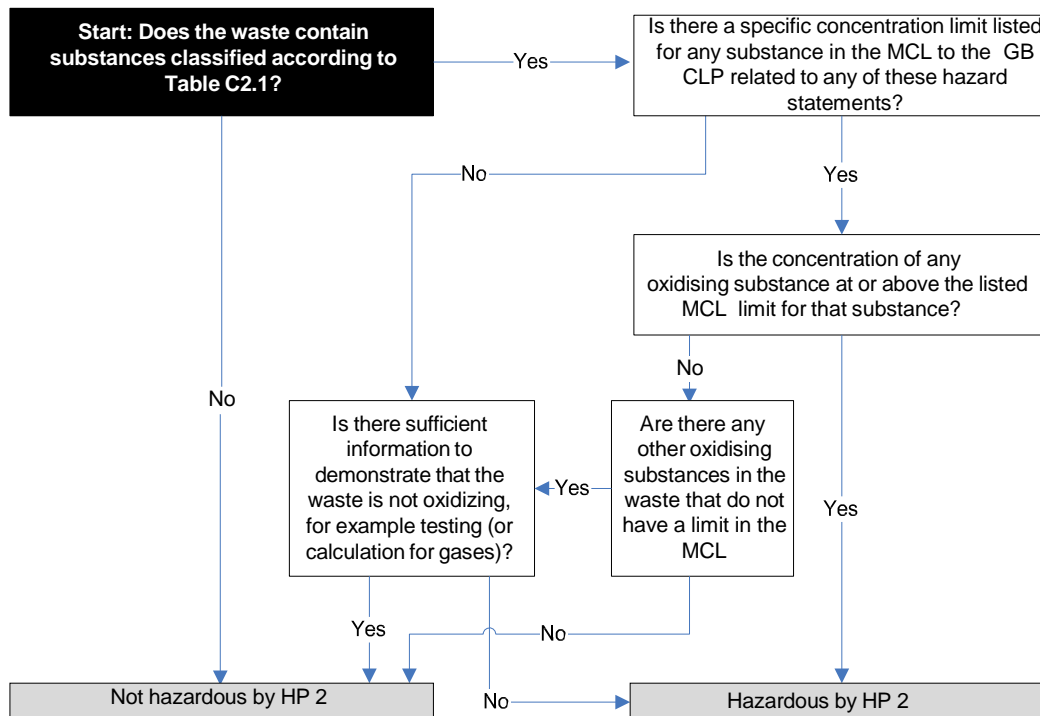 Start: Does the waste contain
substances classified according to
Table C2.1?
Yes
Is there a specific concentration limit listed
for any substance in the MCL to the GB
CLP related to any of these hazard
statements?
No
Yes
Is the concentration of any
oxidising substance at or above the listed
MCL limit for that substance?
No
No
Is there sufficient
information to
demonstrate that the
waste is not oxidizing,
for example testing (or
calculation for gases)?
Yes
Are there any
other oxidising
substances in the
waste that do not
have a limit in the
MCL
Yes
Yes
No
Not hazardous by HP 2
No
Hazardous by HP 2